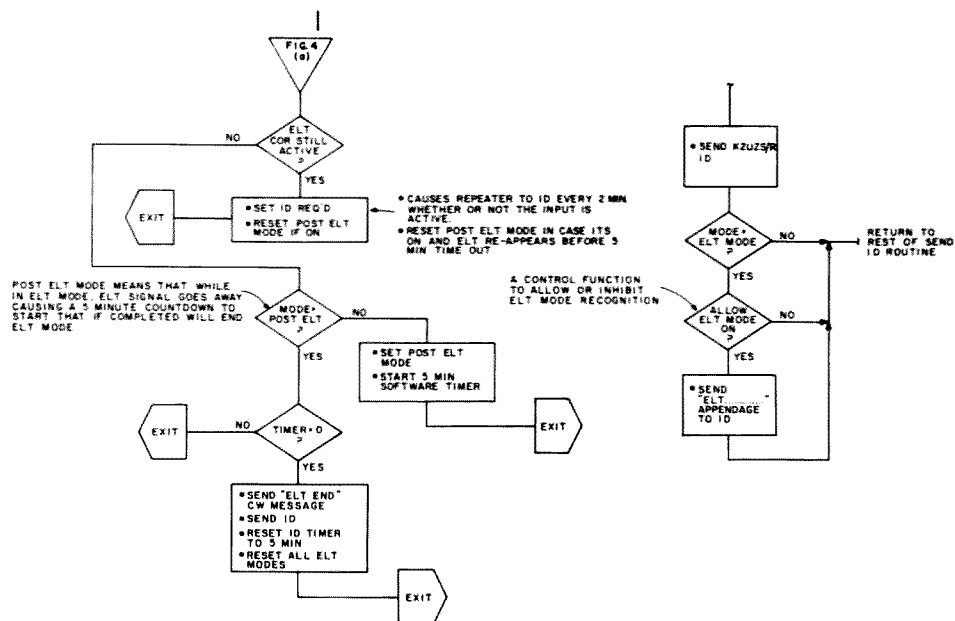 FIG. 4
(a)
ELT
COR STILL
ACTIVE
?
NO
YES
EXIT
• SET ID REQ'D
• RESET POST ELT
MODE IF ON
• CAUSES REPEATER TO ID EVERY 2 MIN
WHETHER OR NOT THE INPUT IS
ACTIVE.
• RESET POST ELT MODE IN CASE ITS
ON AND ELT RE-APPEARS BEFORE 5
MIN TIME OUT
POST ELT MODE MEANS THAT WHILE
IN ELT MODE, ELT SIGNAL GOES AWAY
CAUSING A 5 MINUTE COUNTDOWN TO
START THAT IF COMPLETED WILL END
ELT MODE
MODE=
POST ELT
?
NO
YES
• SET POST ELT
MODE
• START 5 MIN
SOFTWARE TIMER
EXIT
EXIT
NO
TIMER=0
?
YES
• SEND "ELT END"
CW MESSAGE
• SEND ID
• RESET ID TIMER
TO 5 MIN
• RESET ALL ELT
MODES
EXIT
• SEND K2UZS/R
ID
MODE=
ELT MODE
?
NO
RETURN TO
REST OF SEND
ID ROUTINE
YES
A CONTROL FUNCTION
TO ALLOW OR INHIBIT
ELT MODE RECOGNITION
ALLOW
ELT MODE
ON
?
NO
YES
• SEND
"ELT..........."
APPENDAGE
TO ID